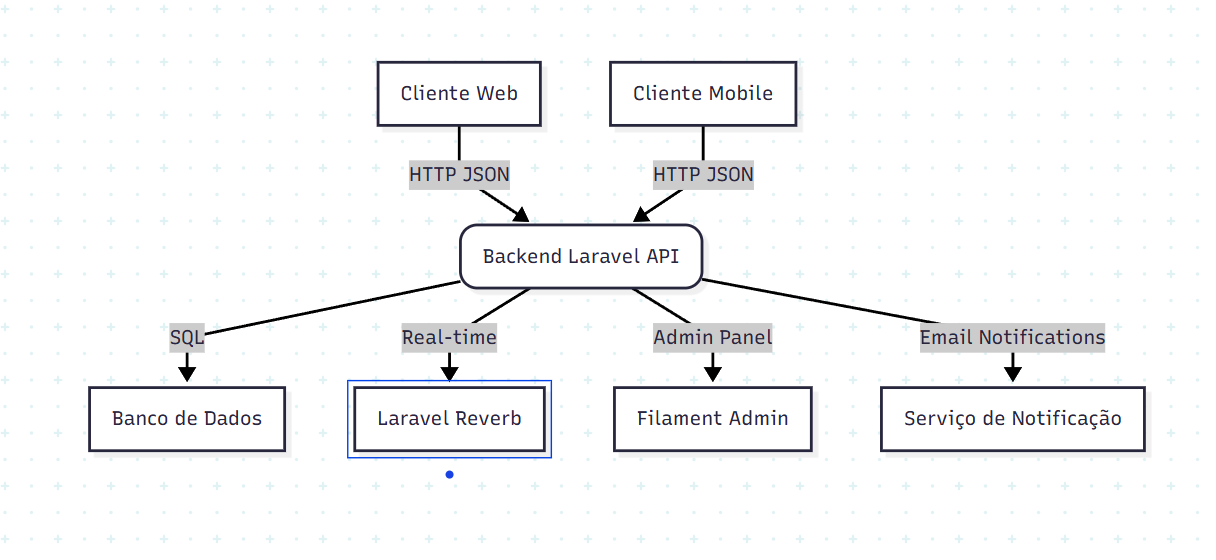 Cliente Web
Cliente Mobile
HTTP JSON
HTTP JSON
Backend Laravel API
SQL
Real-time
Admin Panel
Email Notifications
Banco de Dados
Laravel Reverb
Filament Admin
Serviço de Notificação